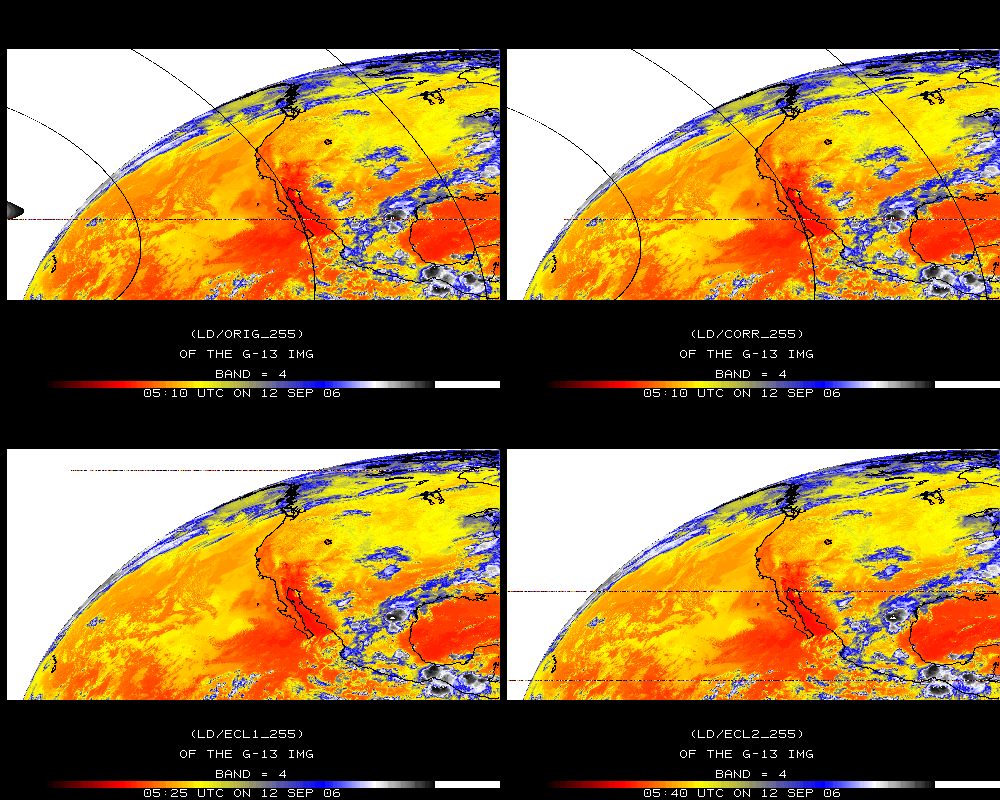 (LD/ORIG_255)
OF THE G-13 IMG
BAND = 4
05:10 UTC ON 12 SEP 06
(LD/CORR_255)
OF THE G-13 IMG
BAND = 4
05:10 UTC ON 12 SEP 06
(LD/ECL1_255)
OF THE G-13 IMG
BAND = 4
05:25 UTC ON 12 SEP 06
(LD/ECL2_255)
OF THE G-13 IMG
BAND = 4
05:40 UTC ON 12 SEP 06